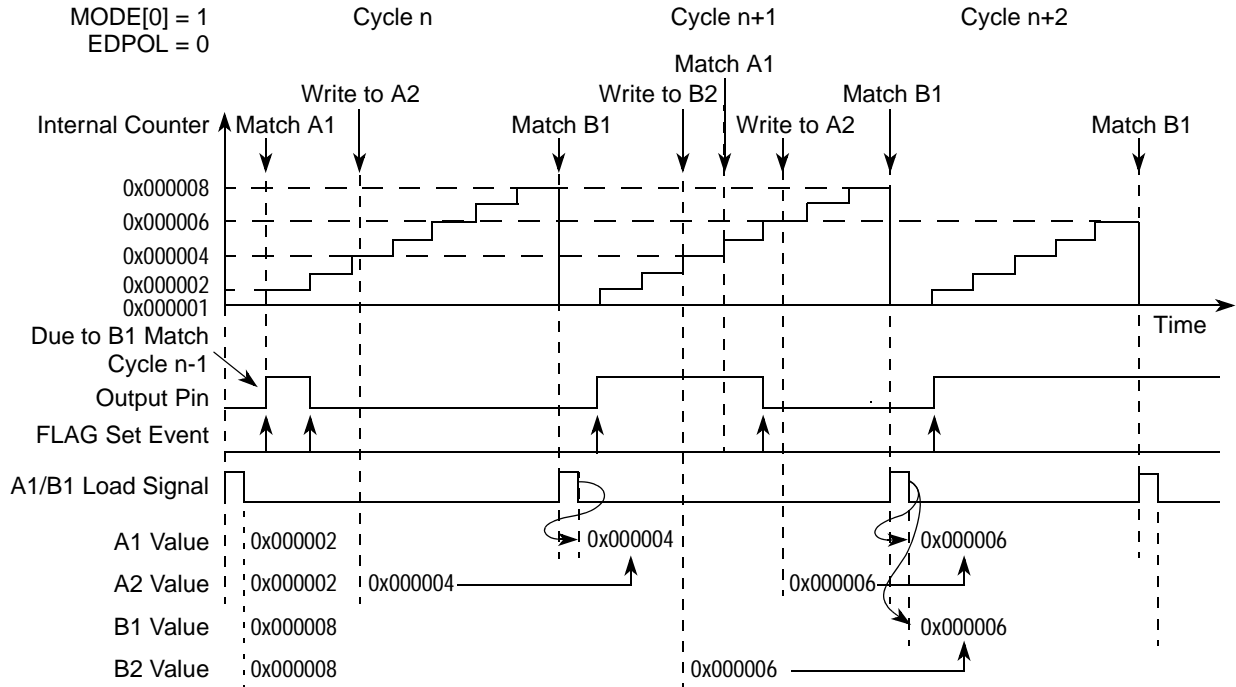 MODE[0] = 1
EDPOL = 0
Cycle n
Cycle n+1
Cycle n+2
Match A1
Write to A2
Write to B2
Match B1
Internal Counter
Match A1
Match B1
Write to A2
Match B1
0x000008
0x000006
0x000004
0x000002
0x000001
Time
Due to B1 Match
Cycle n-1
Output Pin
FLAG Set Event
A1/B1 Load Signal
A1 Value
0x000002
0x000004
0x000006
A2 Value
0x000002
0x000004
0x000006
B1 Value
0x000008
0x000006
B2 Value
0x000008
0x000006